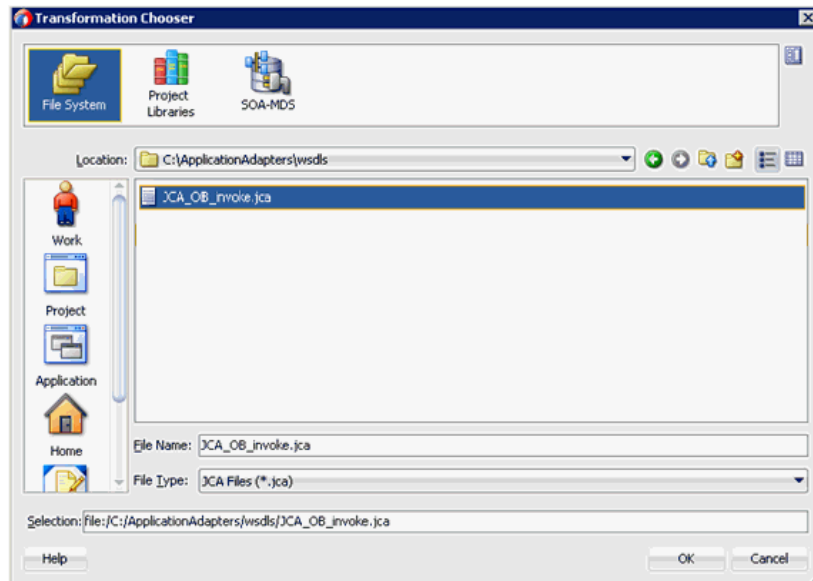 Transformation Chooser
File System
Project
Libraries
SOA-MDS
Location: C:\ApplicationAdapters\wsdls
JCA_OB_invoke.jca
Work
Project
Application
Home
File Name: JCA_OB_invoke.jca
File Type: JCA Files (*.jca)
Selection: file:/C:/ApplicationAdapters/wsdls/JCA_OB_invoke.jca
Help OK Cancel